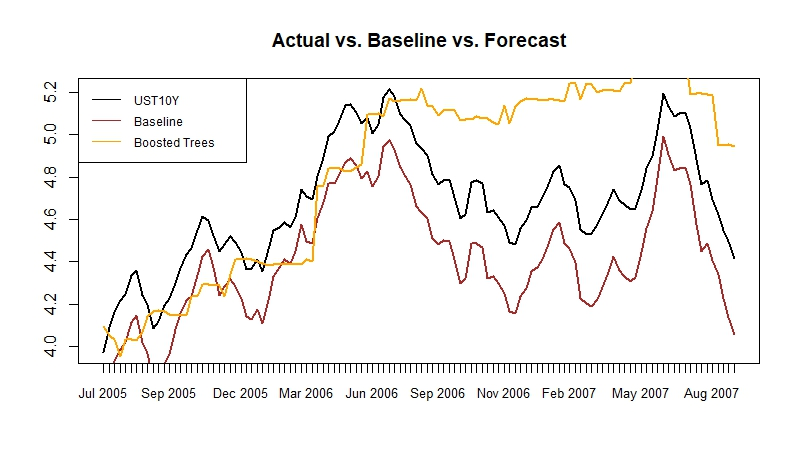 Actual vs. Baseline vs. Forecast
UST10Y
Baseline
Boosted Trees
5.2
5.0
4.8
4.6
4.4
4.2
4.0
Jul 2005 Sep 2005 Dec 2005 Mar 2006 Jun 2006 Sep 2006 Nov 2006 Feb 2007 May 2007 Aug 2007